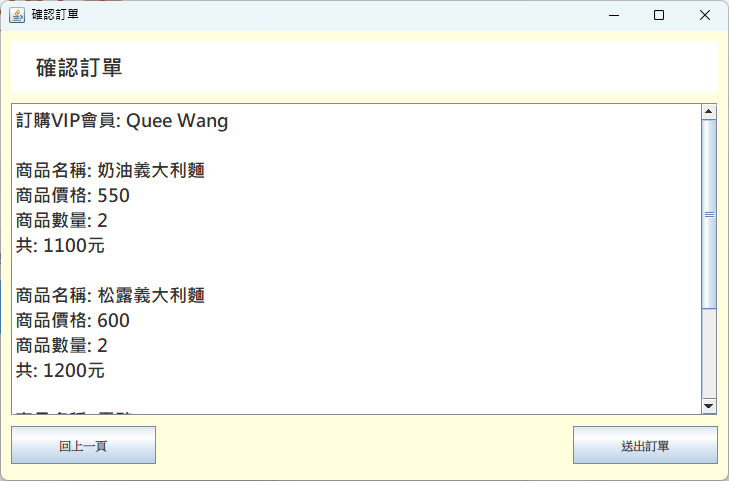 確認訂單
確認訂單
訂購VIP會員: Quee Wang
商品名稱: 奶油義大利麵
商品價格: 550
商品數量: 2
共: 1100元
商品名稱: 松露義大利麵
商品價格: 600
商品數量: 2
共: 1200元
商品名稱:
回上一頁
送出訂單